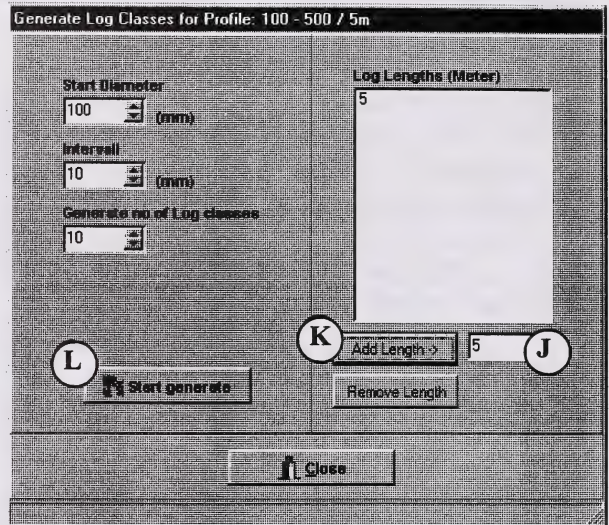 Generate Log Classes for Profile: 100 - 500 / 5m
Start Diameter
100 (mm)
Intervall
10 (mm)
Generate no of Log classes
10
L
Start generate
Log Lengths (Meter)
5
K
Add Length ->
5
J
Remove Length
Close